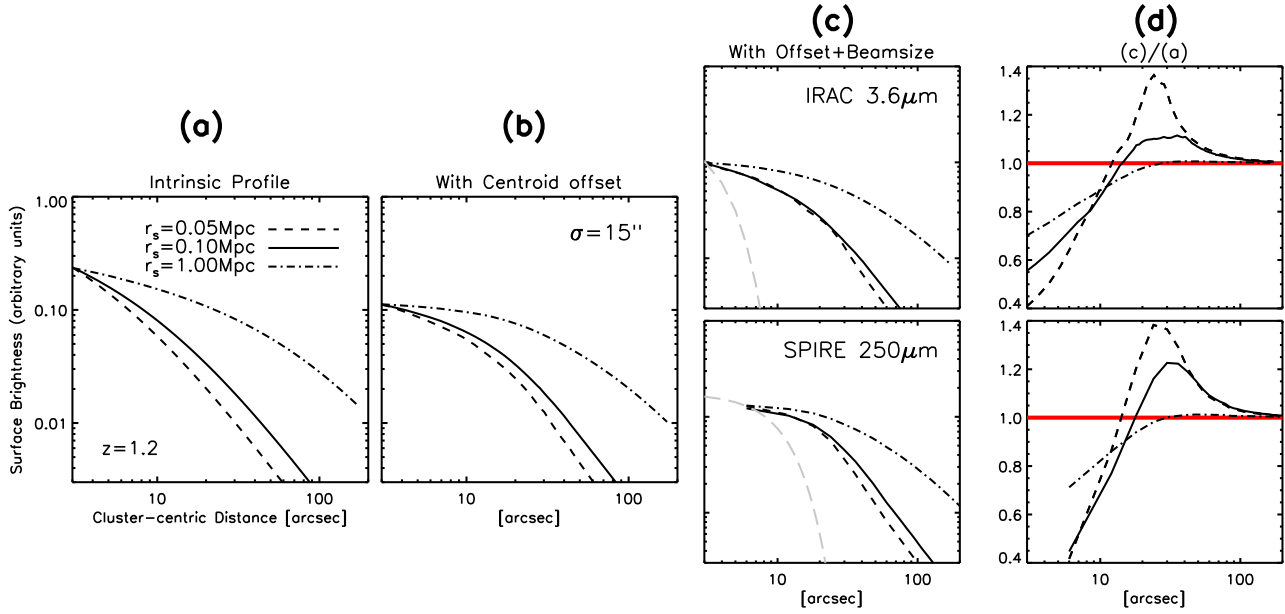 (a)
Intrinsic Profile
1.00
0.10
0.01
Surface Brightness (arbitrary units)
rs=0.05Mpc
rs=0.10Mpc
rs=1.00Mpc
z=1.2
10
100
Cluster-centric Distance [arcsec]
(b)
With Centroid offset
σ=15"
10
100
[arcsec]
(c)
With Offset+Beamsize
IRAC 3.6μm
SPIRE 250μm
10
100
[arcsec]
(d)
(c)/(a)
1.4
1.2
1.0
0.8
0.6
0.4
1.4
1.2
1.0
0.8
0.6
0.4
10
100
[arcsec]